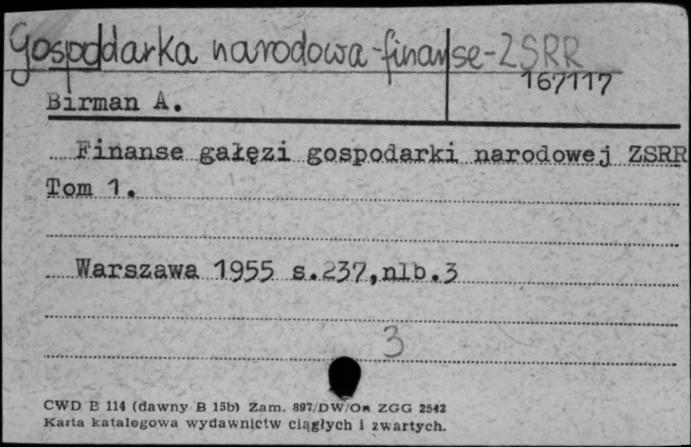 Gospodarka narodowa-finanse-ZSRR
167117
Birman A.
Finanse gałęzi gospodarki narodowej ZSRR
Tom 1.
Warszawa 1955 s.237,nlb.3
3
CWD B 114 (dawny B 15b) Zam. 897/DW/Om ZGG 2542
Karta katalogowa wydawnictw ciągłych i zwartych.